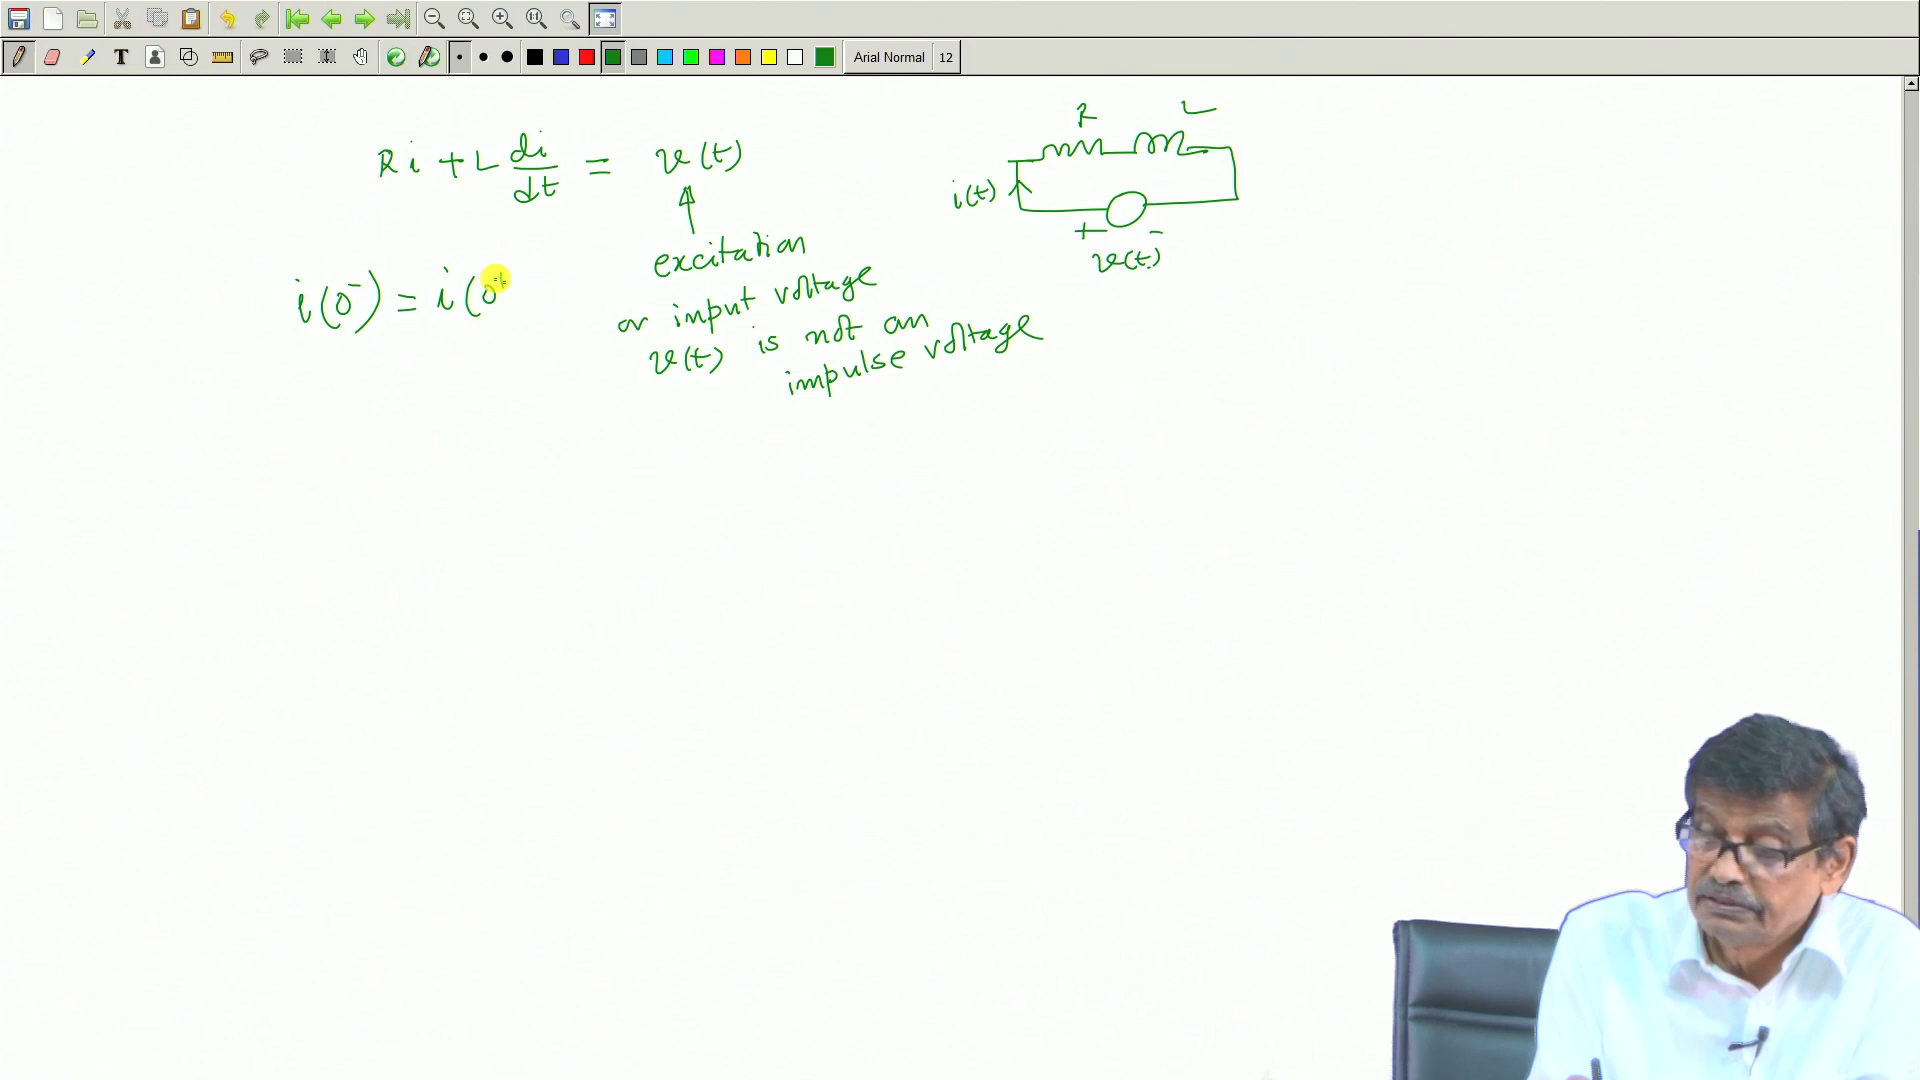 Arial Normal 12
R L
Ri + L di/dt = v(t)
i(t)
+ -
v(t)
excitation
or input voltage
v(t) is not an
impulse voltage
i(0⁻) = i(0⁺